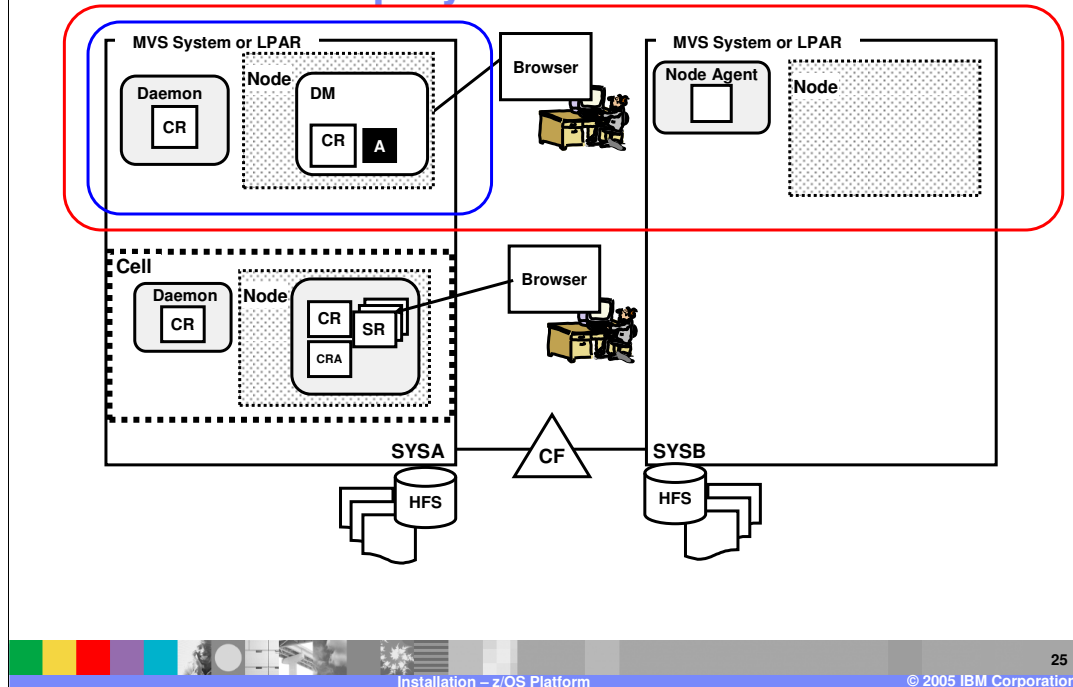 MVS System or LPAR
Node
Daemon
CR
DM
CR
A
Browser
MVS System or LPAR
Node Agent
Node
Cell
Daemon
CR
Node
CR
SR
CRA
Browser
SYSA
CF
SYSB
HFS
HFS
25
Installation – z/OS Platform
© 2005 IBM Corporation